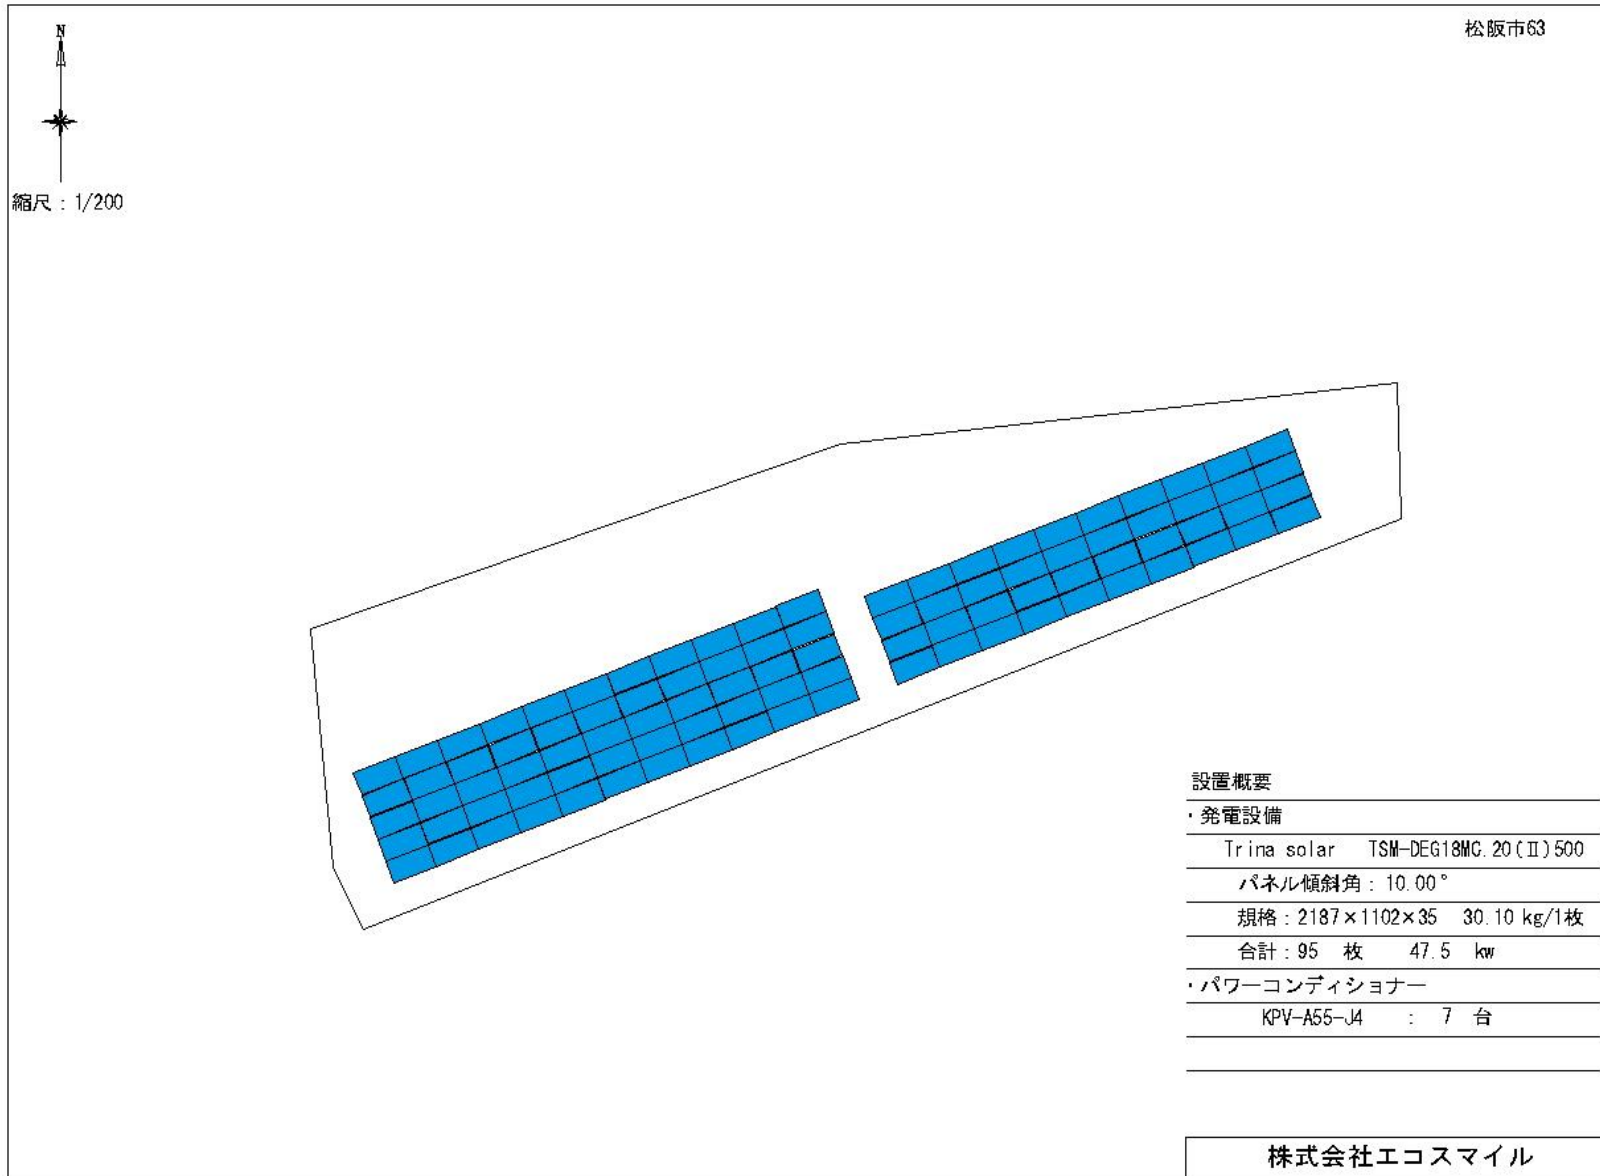 松阪市63
N
縮尺：1/200
設置概要
・発電設備
Trina solar TSM-DEG18MC.20(Ⅱ)500
パネル傾斜角：10.00°
規格：2187×1102×35 30.10 kg/1枚
合計：95 枚 47.5 kw
・パワーコンディショナー
KPV-A55-J4 ： 7 台
株式会社エコスマイル